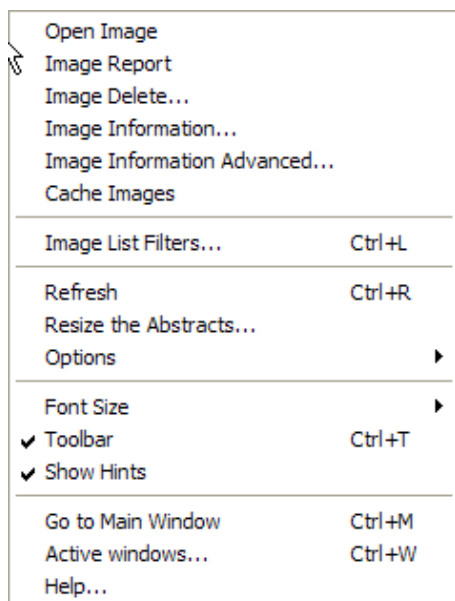 Open Image
Image Report
Image Delete...
Image Information...
Image Information Advanced...
Cache Images
Image List Filters... Ctrl+L
Refresh Ctrl+R
Resize the Abstracts...
Options
Font Size
Toolbar Ctrl+T
Show Hints
Go to Main Window Ctrl+M
Active windows... Ctrl+W
Help...